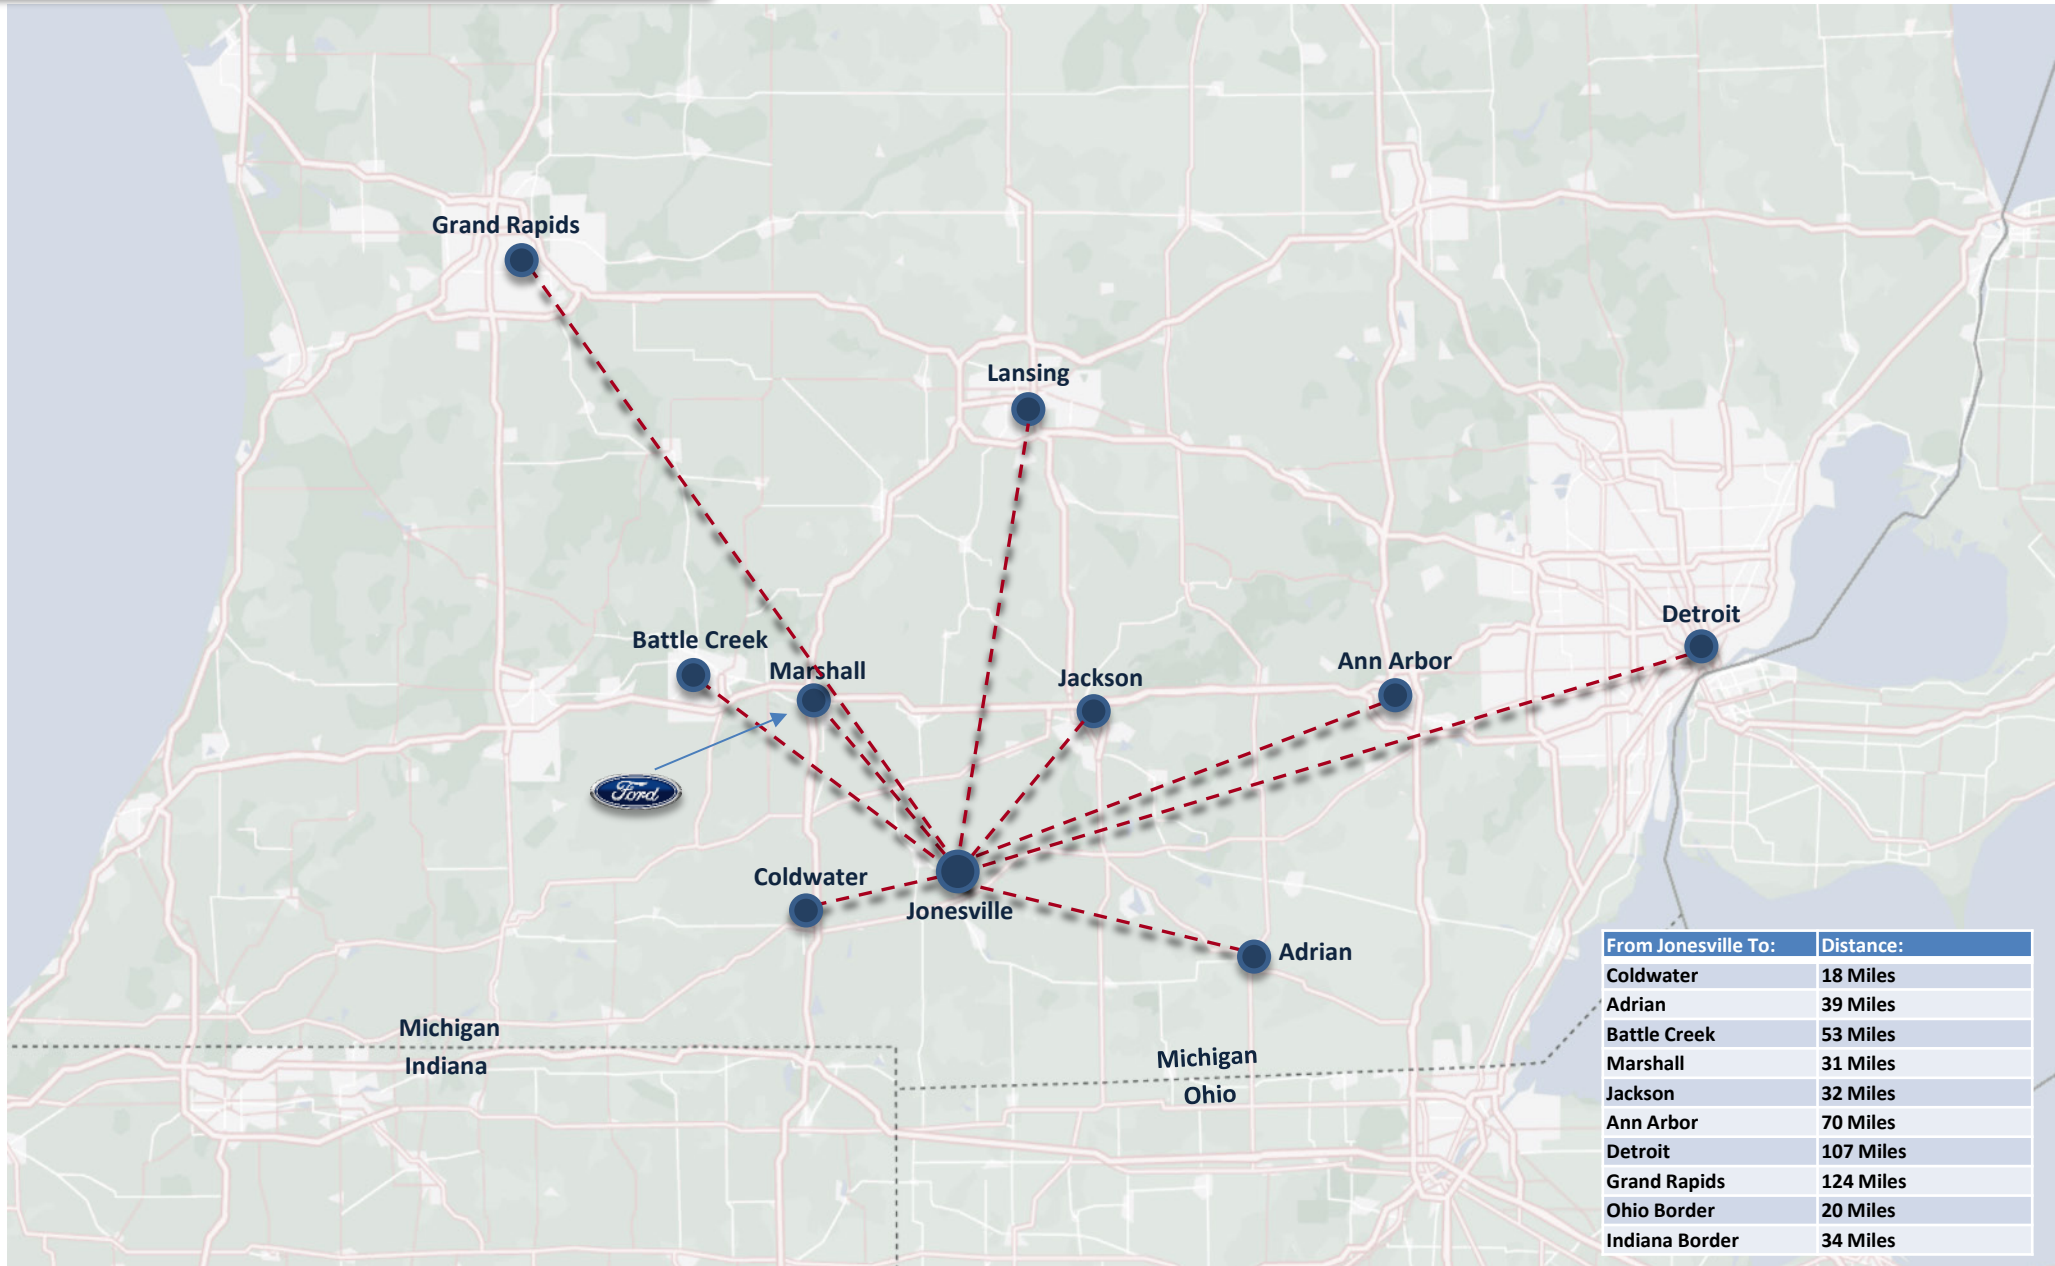 Grand Rapids
Lansing
Detroit
Battle Creek
Marshall
Ann Arbor
Jackson
Ford
Coldwater
Jonesville
Adrian
Michigan
Indiana
Michigan
Ohio
From Jonesville To: Distance:
Coldwater 18 Miles
Adrian 39 Miles
Battle Creek 53 Miles
Marshall 31 Miles
Jackson 32 Miles
Ann Arbor 70 Miles
Detroit 107 Miles
Grand Rapids 124 Miles
Ohio Border 20 Miles
Indiana Border 34 Miles